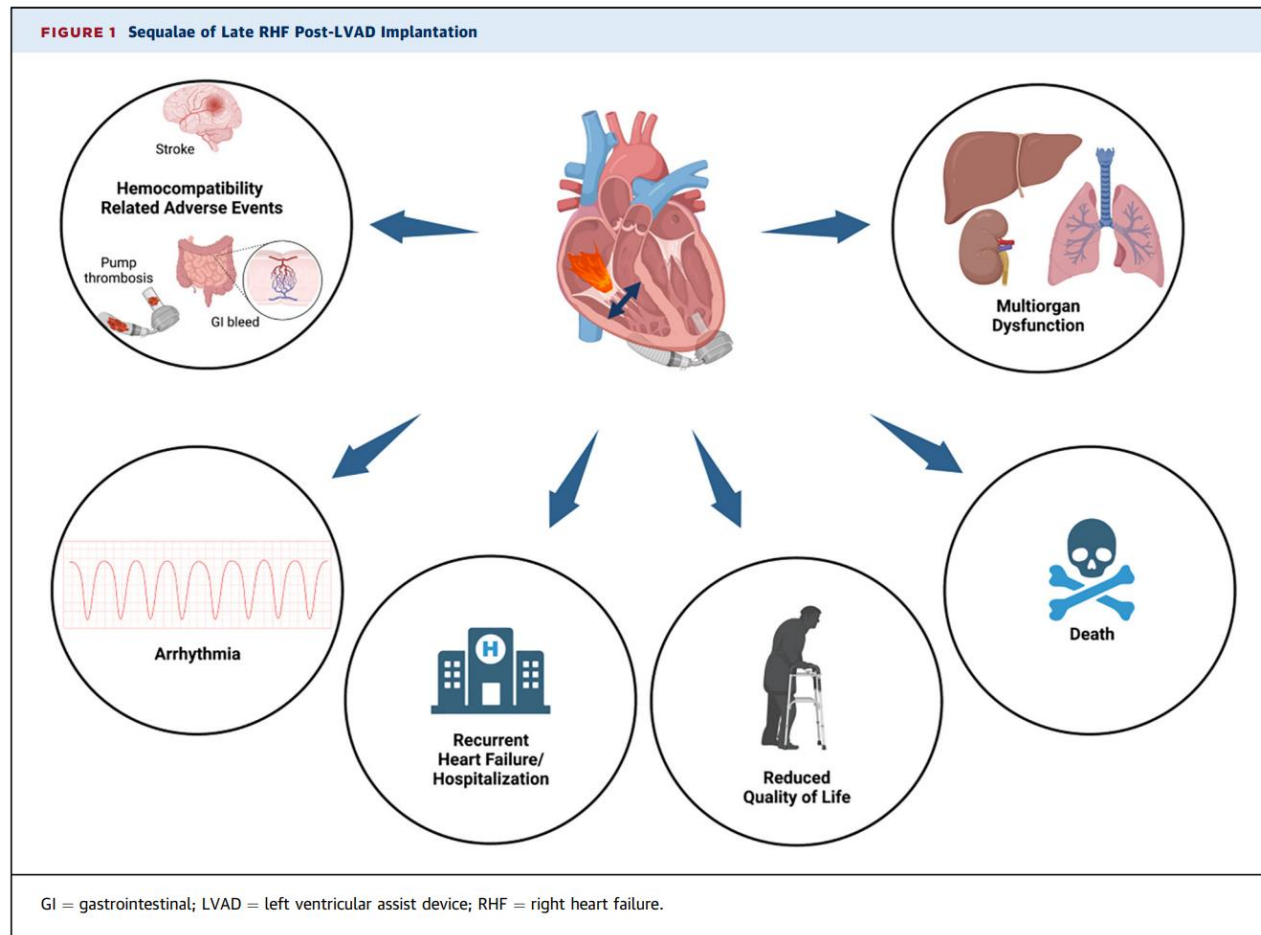 FIGURE 1 Sequalae of Late RHF Post-LVAD Implantation
Stroke
Hemocompatibility
Related Adverse Events
Pump
thrombosis
GI bleed
Multiorgan
Dysfunction
Arrhythmia
H
Recurrent
Heart Failure/
Hospitalization
Reduced
Quality of Life
Death
GI = gastrointestinal; LVAD = left ventricular assist device; RHF = right heart failure.